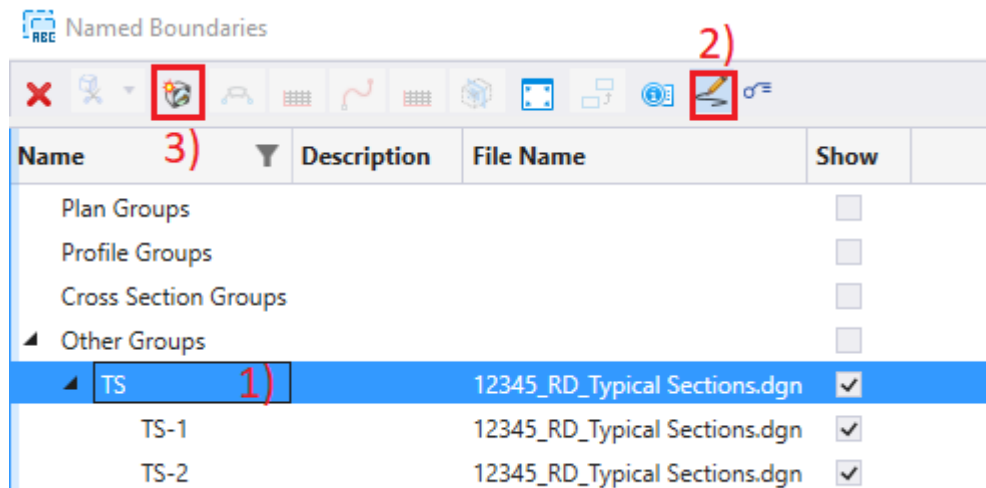 ABC Named Boundaries
2)
3)
Name Description File Name Show
Plan Groups
Profile Groups
Cross Section Groups
Other Groups
TS 1) 12345_RD_Typical Sections.dgn
TS-1 12345_RD_Typical Sections.dgn
TS-2 12345_RD_Typical Sections.dgn